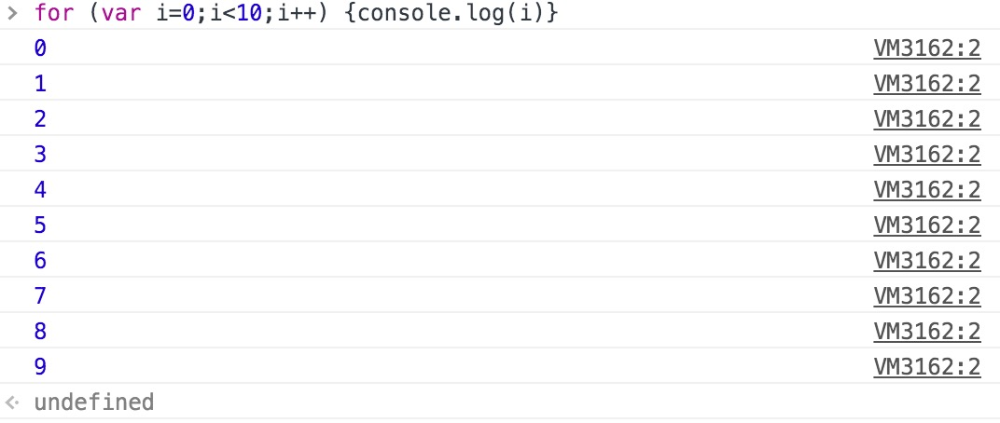 > for (var i=0;i<10;i++) {console.log(i)}
0 VM3162:2
1 VM3162:2
2 VM3162:2
3 VM3162:2
4 VM3162:2
5 VM3162:2
6 VM3162:2
7 VM3162:2
8 VM3162:2
9 VM3162:2
undefined